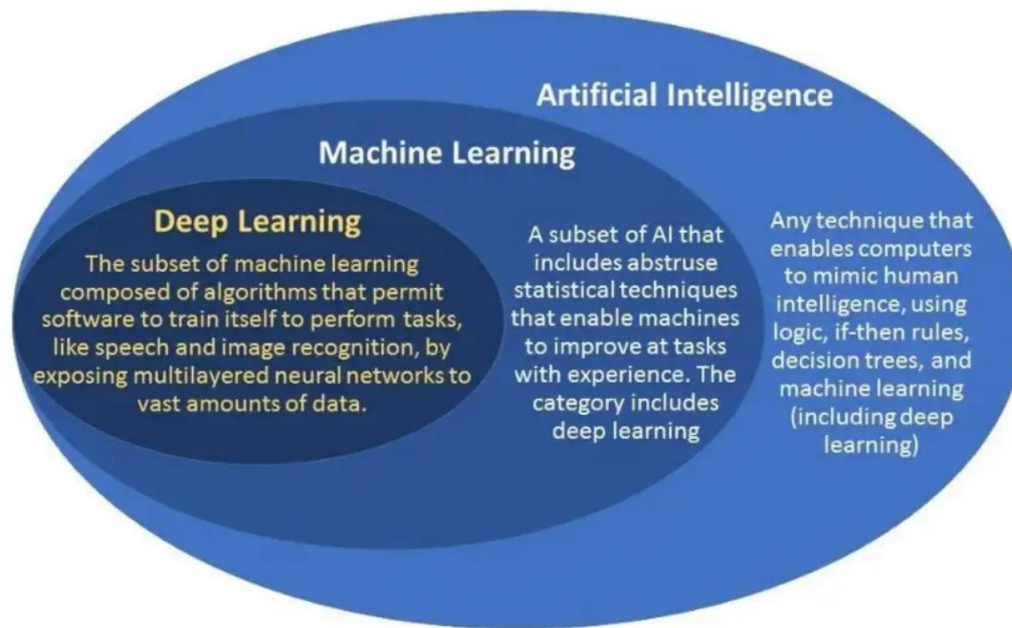 Artificial Intelligence
Machine Learning
Deep Learning
The subset of machine learning
composed of algorithms that permit
software to train itself to perform tasks,
like speech and image recognition, by
exposing multilayered neural networks to
vast amounts of data.
A subset of AI that
includes abstruse
statistical techniques
that enable machines
to improve at tasks
with experience. The
category includes
deep learning
Any technique that
enables computers
to mimic human
intelligence, using
logic, if-then rules,
decision trees, and
machine learning
(including deep
learning)